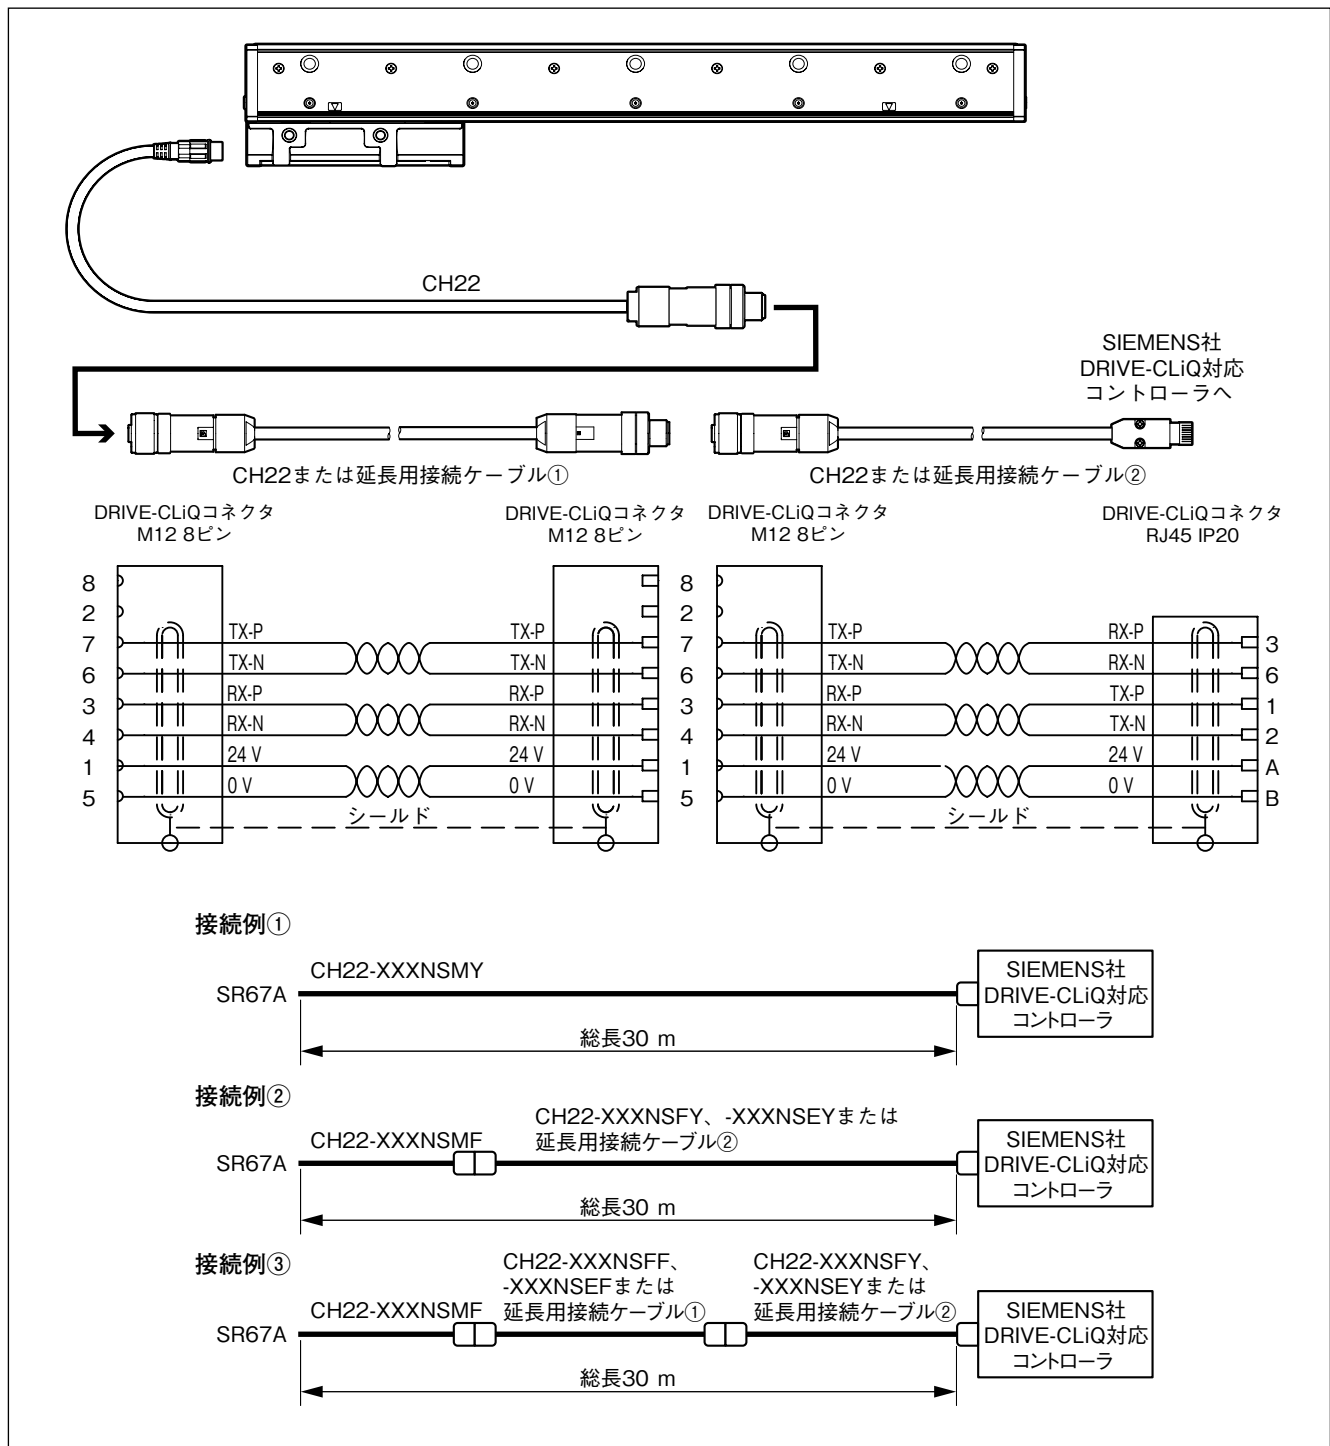 CH22
SIEMENS社
DRIVE-CLiQ対応
コントローラへ
CH22または延長用接続ケーブル①
CH22または延長用接続ケーブル②
DRIVE-CLiQコネクタ
M12 8ピン
DRIVE-CLiQコネクタ
M12 8ピン
DRIVE-CLiQコネクタ
M12 8ピン
DRIVE-CLiQコネクタ
RJ45 IP20
8
2
7 TX-P TX-P
6 TX-N TX-N
3 RX-P RX-P
4 RX-N RX-N
1 24 V 24 V
5 0 V 0 V
シールド
8
2
7 TX-P RX-P 3
6 TX-N RX-N 6
3 RX-P TX-P 1
4 RX-N TX-N 2
1 24 V 24 V A
5 0 V 0 V B
シールド
接続例①
CH22-XXXNSMY
SR67A
SIEMENS社
DRIVE-CLiQ対応
コントローラ
総長30 m
接続例②
CH22-XXXNSMF
CH22-XXXNSFY、-XXXNSEYまたは
延長用接続ケーブル②
SR67A
SIEMENS社
DRIVE-CLiQ対応
コントローラ
総長30 m
接続例③
CH22-XXXNSMF
CH22-XXXNSFF、
-XXXNSEFまたは
延長用接続ケーブル①
CH22-XXXNSFY、
-XXXNSEYまたは
延長用接続ケーブル②
SR67A
SIEMENS社
DRIVE-CLiQ対応
コントローラ
総長30 m